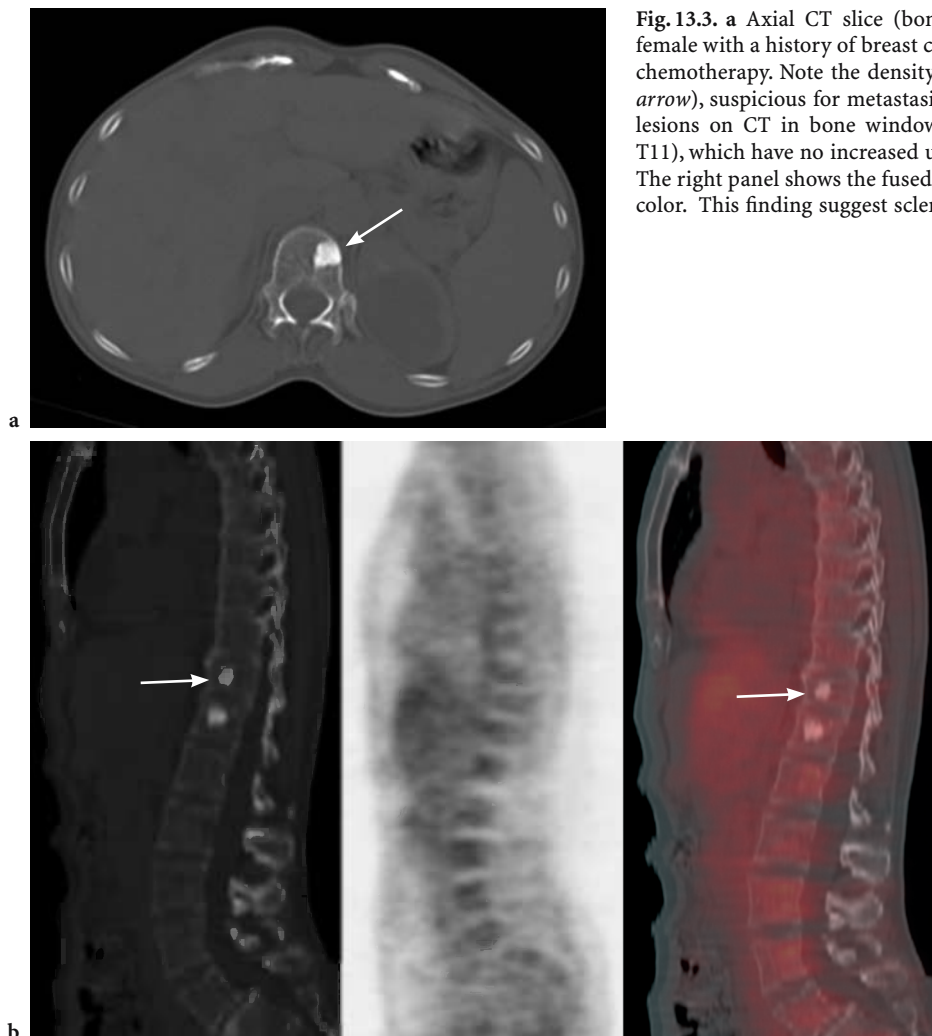 Fig. 13.3. a Axial CT slice (bon
female with a history of breast c
chemotherapy. Note the density
arrow), suspicious for metastasi
lesions on CT in bone window
T11), which have no increased u
The right panel shows the fused
color. This finding suggest scler
a
b